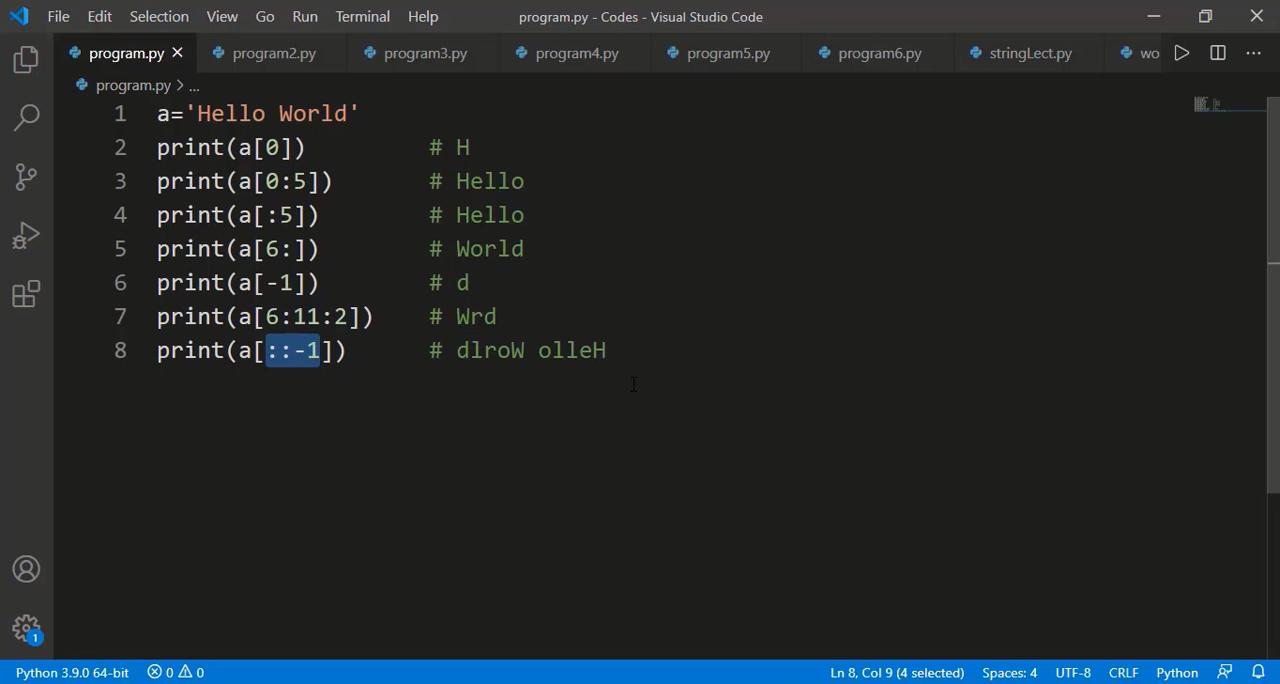 File Edit Selection View Go Run Terminal Help program.py - Codes - Visual Studio Code
program.py program2.py program3.py program4.py program5.py program6.py stringLect.py wo
program.py > ...
1 a='Hello World'
2 print(a[0]) # H
3 print(a[0:5]) # Hello
4 print(a[:5]) # Hello
5 print(a[6:]) # World
6 print(a[-1]) # d
7 print(a[6:11:2]) # Wrd
8 print(a[::-1]) # dlroW olleH
1
Python 3.9.0 64-bit 0 0 Ln 8, Col 9 (4 selected) Spaces: 4 UTF-8 CRLF Python